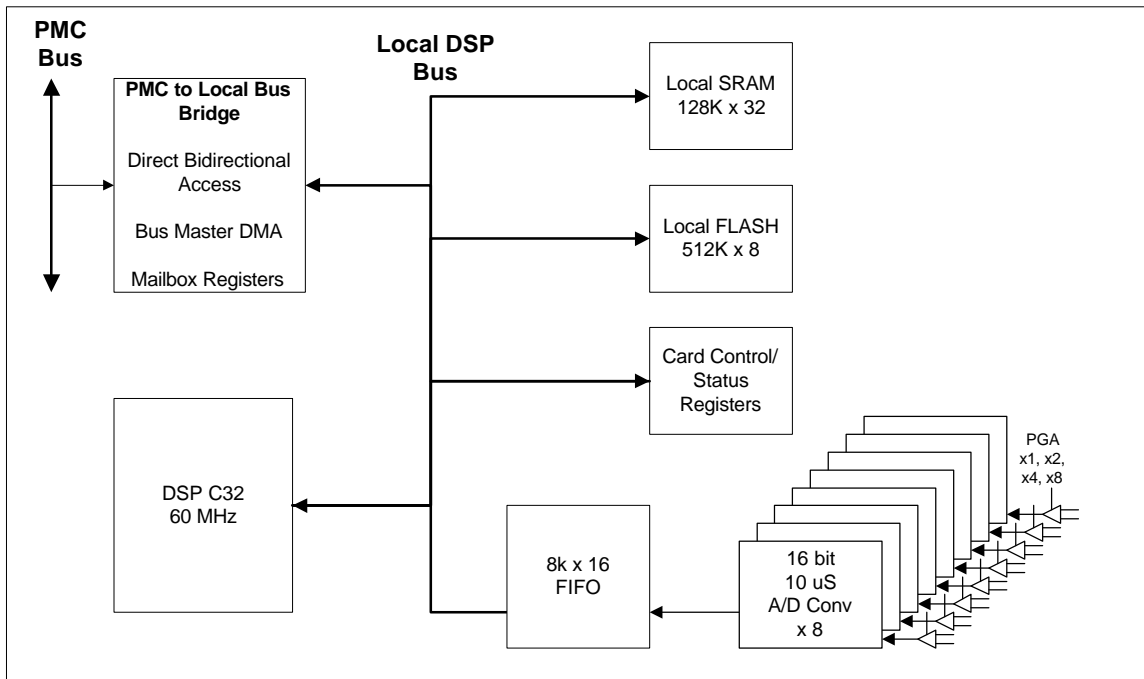 PMC
Bus
Local DSP
Bus
PMC to Local Bus
Bridge
Direct Bidirectional
Access
Bus Master DMA
Mailbox Registers
Local SRAM
128K x 32
Local FLASH
512K x 8
Card Control/
Status
Registers
DSP C32
60 MHz
8k x 16
FIFO
16 bit
10 uS
A/D Conv
x 8
PGA
x1, x2,
x4, x8